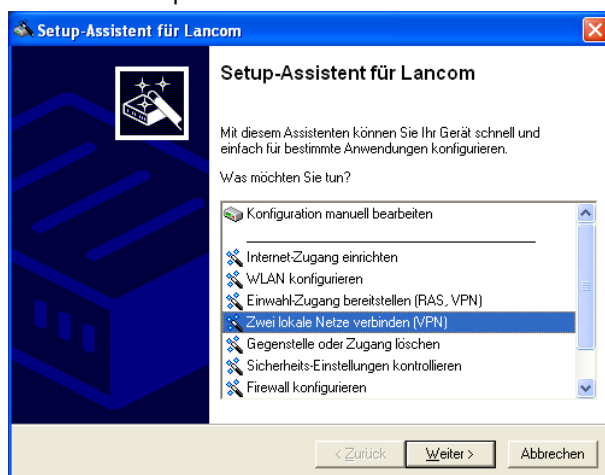 Setup-Assistent für Lancom
Setup-Assistent für Lancom
Mit diesem Assistenten können Sie Ihr Gerät schnell und
einfach für bestimmte Anwendungen konfigurieren.
Was möchten Sie tun?
Konfiguration manuell bearbeiten
Internet-Zugang einrichten
WLAN konfigurieren
Einwahl-Zugang bereitstellen (RAS, VPN)
Zwei lokale Netze verbinden (VPN)
Gegenstelle oder Zugang löschen
Sicherheits-Einstellungen kontrollieren
Firewall konfigurieren
< Zurück Weiter > Abbrechen